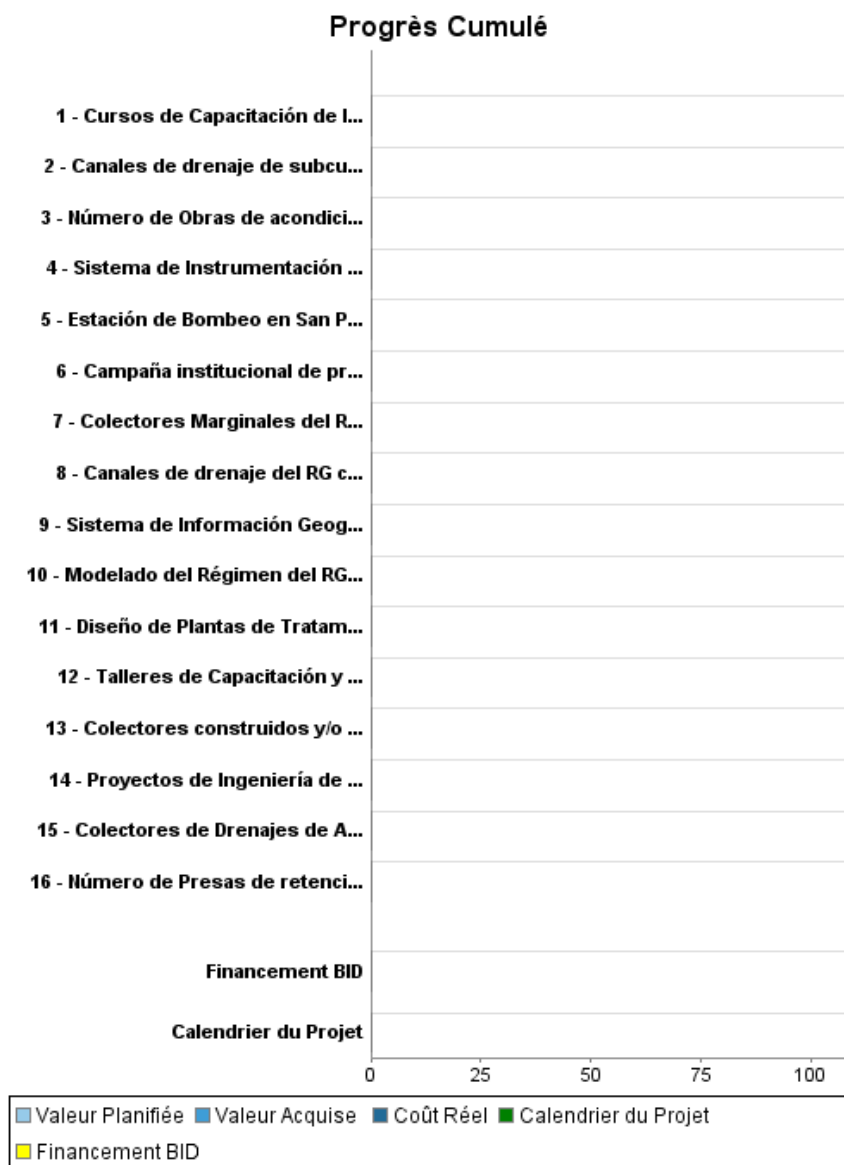 Progrès Cumulé
1 - Cursos de Capacitación de I...
2 - Canales de drenaje de subcu...
3 - Número de Obras de acondici...
4 - Sistema de Instrumentación ...
5 - Estación de Bombeo en San P...
6 - Campaña institucional de pr...
7 - Colectores Marginales del R...
8 - Canales de drenaje del RG c...
9 - Sistema de Información Geog...
10 - Modelado del Régimen del RG...
11 - Diseño de Plantas de Tratam...
12 - Talleres de Capacitación y ...
13 - Colectores construidos y/o ...
14 - Proyectos de Ingeniería de ...
15 - Colectores de Drenajes de A...
16 - Número de Presas de retenci...
Financement BID
Calendrier du Projet
0 25 50 75 100
Valeur Planifiée Valeur Acquise Coût Réel Calendrier du Projet
Financement BID